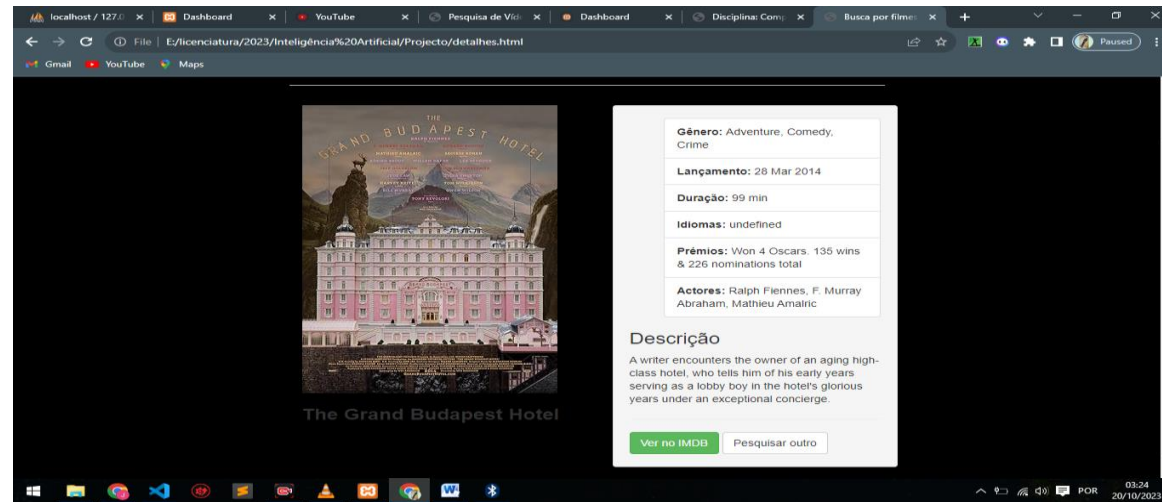 localhost / 127.0
Dashboard
YouTube
Pesquisa de Víd
Dashboard
Disciplina: Comp
Busca por filmes
File
E:/licenciatura/2023/Inteligência%20Artificial/Projecto/detalhes.html
Paused
Gmail
YouTube
Maps
THE
GRAND BUDAPEST HOTEL
RALPH FIENNES
The Grand Budapest Hotel
Gênero: Adventure, Comedy,
Crime
Lançamento: 28 Mar 2014
Duração: 99 min
Idiomas: undefined
Prémios: Won 4 Oscars. 135 wins
& 226 nominations total
Actores: Ralph Fiennes, F. Murray
Abraham, Mathieu Amalric
Descrição
A writer encounters the owner of an aging high-
class hotel, who tells him of his early years
serving as a lobby boy in the hotel's glorious
years under an exceptional concierge.
Ver no IMDB
Pesquisar outro
POR
03:24
20/10/2023